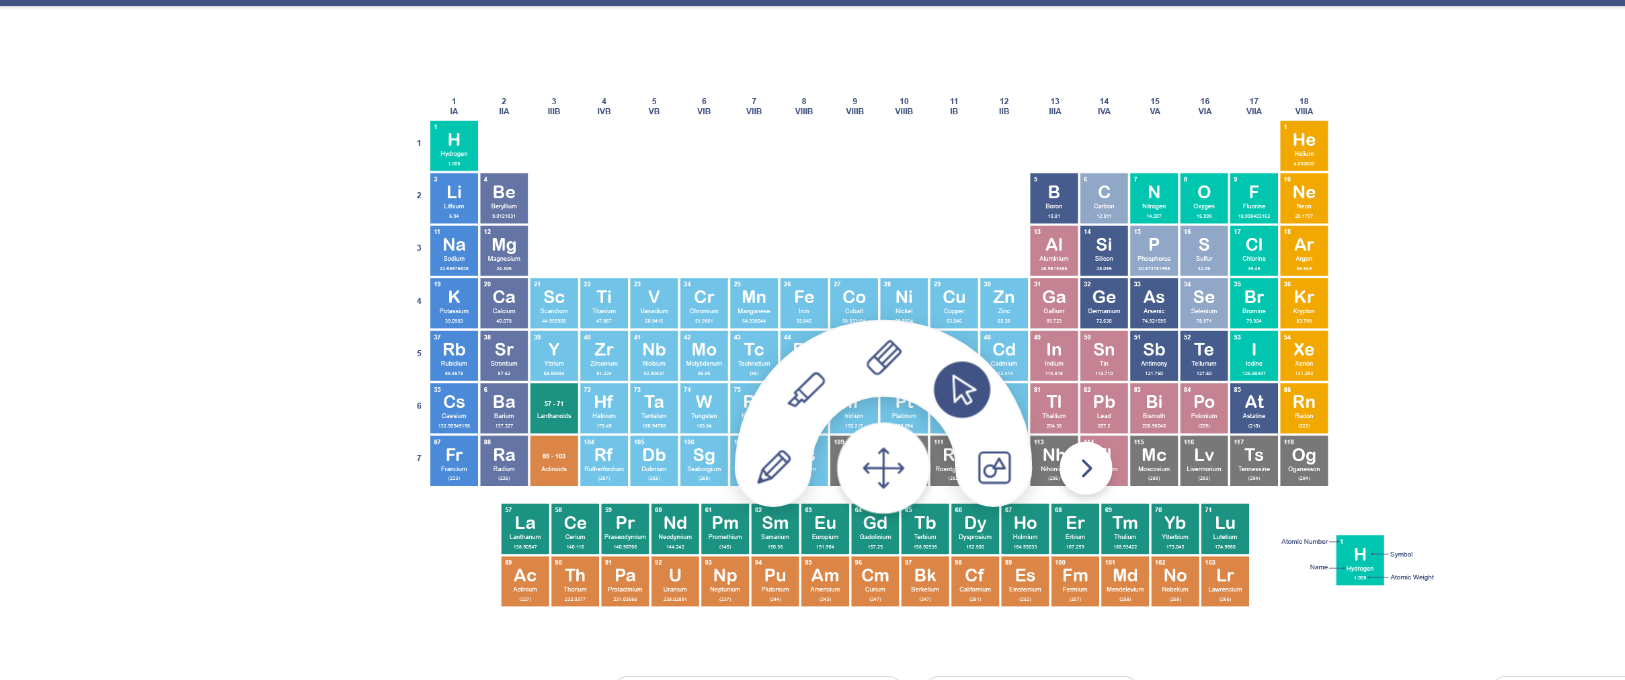 1 2 3 4 5 6 7 8 9 10 11 12 13 14 15 16 17 18
IA IIA IIIB IVB VB VIB VIIB VIIIB VIIIB VIIIB IB IIB IIIA IVA VA VIA VIIA VIIIA
1 1
1 H He
Hydrogen Helium
1.008 4.002602
3 4 5 6 7 8 9 10
2 Li Be B C N O F Ne
Lithium Beryllium Boron Carbon Nitrogen Oxygen Fluorine Neon
6.94 9.0121831 10.81 12.011 14.007 15.999 18.998403163 20.1797
11 12 13 14 15 16 17 18
3 Na Mg Al Si P S Cl Ar
Sodium Magnesium Aluminium Silicon Phosphorus Sulfur Chlorine Argon
24.305 28.085 30.973761998 32.06 35.45 39.948
19 20 21 22 23 24 25 26 27 28 29 30 31 32 33 34 35 36
4 K Ca Sc Ti V Cr Mn Fe Co Ni Cu Zn Ga Ge As Se Br Kr
Potassium Calcium Scandium Titanium Vanadium Chromium Manganese Iron Cobalt Nickel Copper Zinc Gallium Germanium Arsenic Selenium Bromine Krypton
39.0983 40.078 44.955908 47.867 50.9415 51.9961 54.938044 55.845 63.546 65.38 69.723 72.630 74.921595 78.971 79.904 83.798
37 38 39 40 41 42 43 44 48 49 50 51 52 53 54
5 Rb Sr Y Zr Nb Mo Tc Cd In Sn Sb Te I Xe
Rubidium Strontium Yttrium Zirconium Niobium Molybdenum Technetium Cadmium Indium Tin Antimony Tellurium Iodine Xenon
85.4678 87.62 88.90584 91.224 92.90637 95.95 (98) 114.818 118.710 121.760 127.60 126.90447 131.293
55 6 57 - 71 72 73 74 75 81 82 83 84 85 86
6 Cs Ba Hf Ta W Pt Tl Pb Bi Po At Rn
Caesium Barium Lanthanoids Hafnium Tantalum Tungsten Iridium Platinum Thallium Lead Bismuth Polonium Astatine Radon
132.90545196 137.327 178.49 180.94788 183.84 192.217 204.38 207.2 208.98040 (209) (210) (222)
87 88 89 - 103 104 105 106 109 111 113 115 116 117 118
7 Fr Ra Rf Db Sg Nh Mc Lv Ts Og
Francium Radium Actinoids Rutherfordium Dubnium Seaborgium Moscovium Livermorium Tennessine Oganesson
(223) (226) (267) (268) (269) (286) (289) (293) (294) (294)
57 58 59 60 61 62 63 64 65 66 67 68 69 70 71
La Ce Pr Nd Pm Sm Eu Gd Tb Dy Ho Er Tm Yb Lu
Lanthanum Cerium Praseodymium Neodymium Promethium Samarium Europium Gadolinium Terbium Dysprosium Holmium Erbium Thulium Ytterbium Lutetium
138.90547 140.116 140.90766 144.242 (145) 150.36 151.964 157.25 158.92535 162.500 164.93033 167.259 168.93422 173.045 174.9668
89 90 91 92 93 94 95 96 97 98 99 100 101 102 103
Ac Th Pa U Np Pu Am Cm Bk Cf Es Fm Md No Lr
Actinium Thorium Protactinium Uranium Neptunium Plutonium Americium Curium Berkelium Californium Einsteinium Fermium Mendelevium Nobelium Lawrencium
(227) 232.0377 231.03588 238.02891 (237) (244) (243) (247) (247) (251) (252) (257) (258) (259) (266)
Atomic Number 1
H Symbol
Name Hydrogen
1.008 Atomic Weight